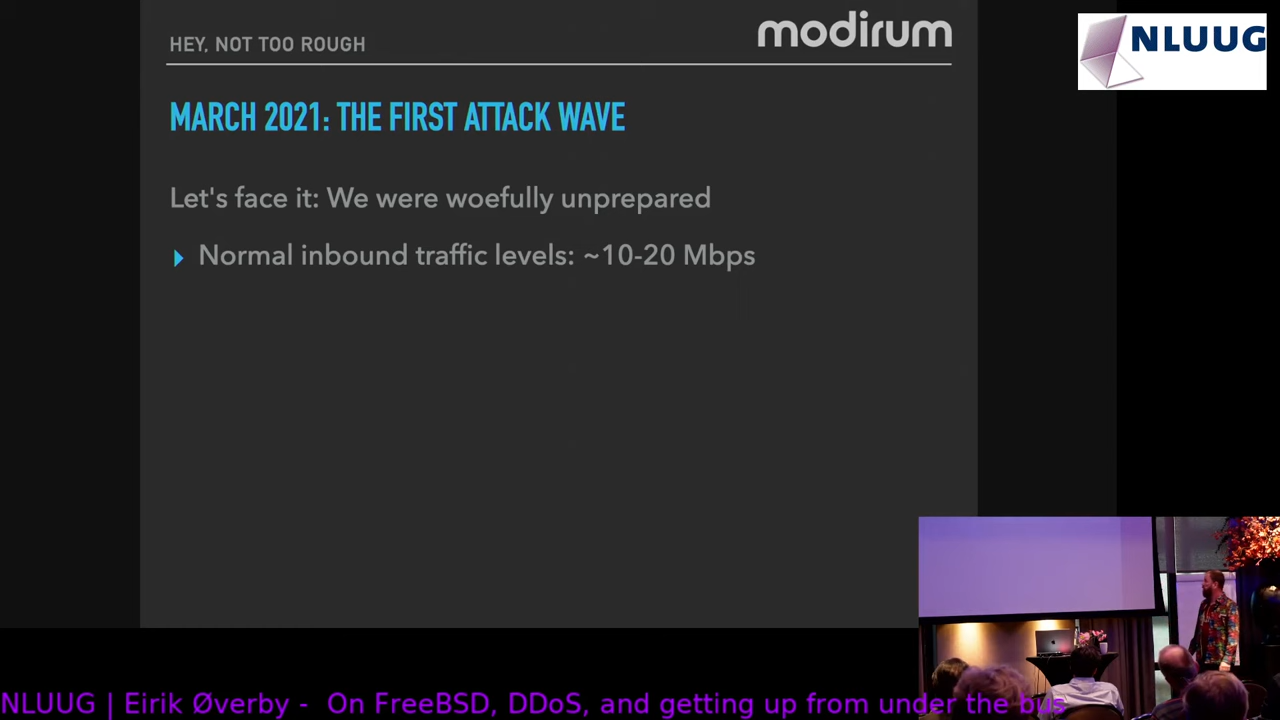 HEY, NOT TOO ROUGH
modirum
NLUUG
MARCH 2021: THE FIRST ATTACK WAVE
Let's face it: We were woefully unprepared
Normal inbound traffic levels: ~10-20 Mbps
NLUUG | Eirik Øverby - On FreeBSD, DDoS, and getting up from under the bus